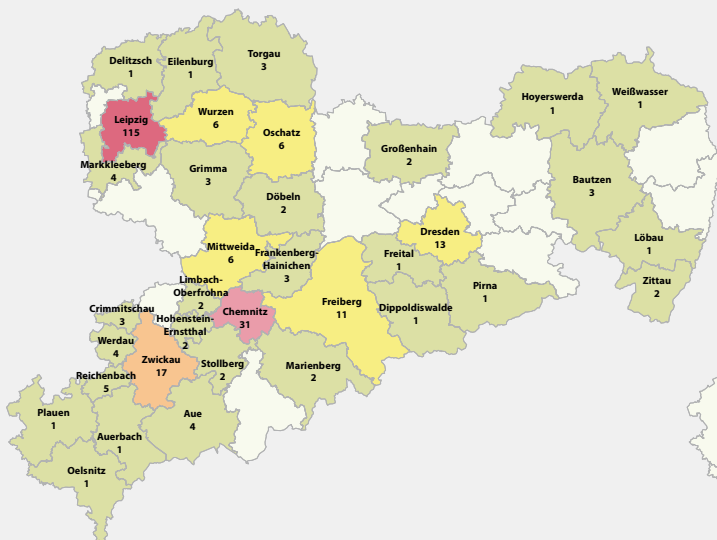 Delitzsch
1
Eilenburg
1
Torgau
3
Leipzig
115
Wurzen
6
Oschatz
6
Markkleeberg
4
Grimma
3
Döbeln
2
Großenhain
2
Hoyerswerda
1
Weißwasser
1
Bautzen
3
Löbau
1
Zittau
2
Mittweida
6
Frankenberg-
Hainichen
3
Dresden
13
Freital
1
Pirna
1
Dippoldiswalde
1
Freiberg
11
Limbach-
Oberfrohna
2
Chemnitz
31
Crimmitschau
3
Hohenstein-
Ernstthal
2
Werdau
4
Zwickau
17
Stollberg
2
Marienberg
2
Reichenbach
5
Plauen
1
Aue
4
Auerbach
1
Oelsnitz
1